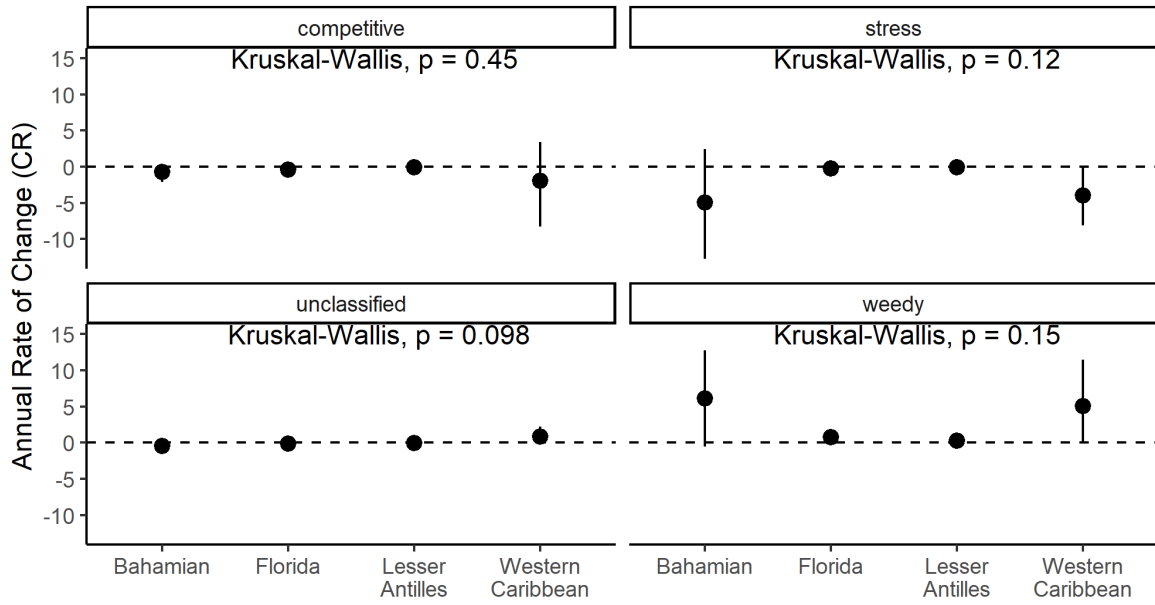 competitive
stress
Kruskal-Wallis, p = 0.45
Kruskal-Wallis, p = 0.12
15
10
5
0
-5
-10
Annual Rate of Change (CR)
unclassified
weedy
Kruskal-Wallis, p = 0.098
Kruskal-Wallis, p = 0.15
15
10
5
0
-5
-10
Bahamian
Florida
Lesser
Antilles
Western
Caribbean
Bahamian
Florida
Lesser
Antilles
Western
Caribbean